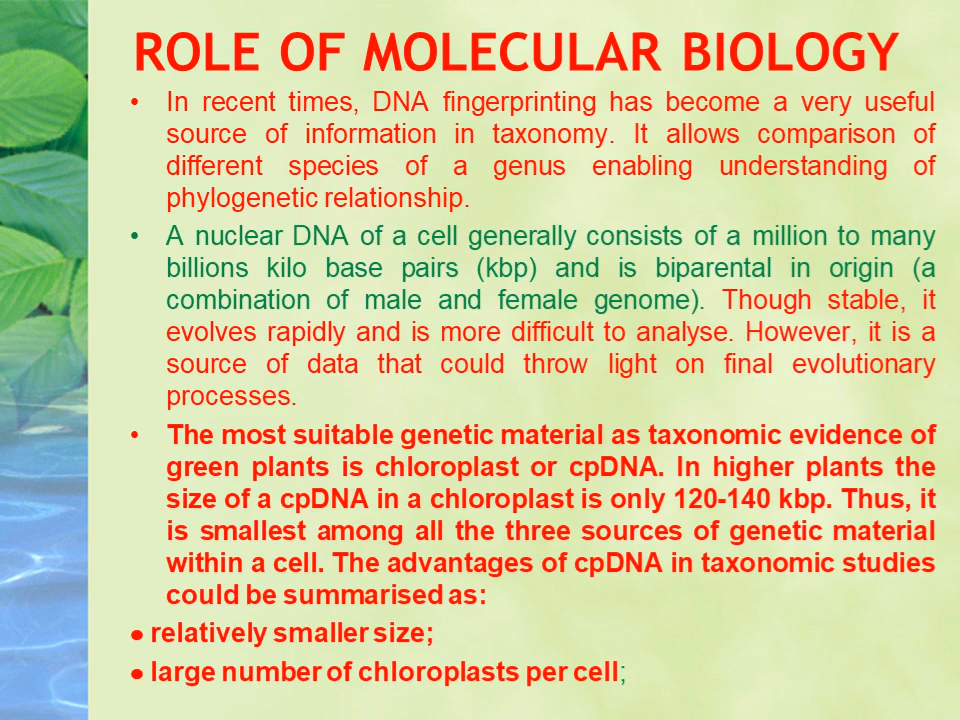 ROLE OF MOLECULAR BIOLOGY
• In recent times, DNA fingerprinting has become a very useful
source of information in taxonomy. It allows comparison of
different species of a genus enabling understanding of
phylogenetic relationship.
• A nuclear DNA of a cell generally consists of a million to many
billions kilo base pairs (kbp) and is biparental in origin (a
combination of male and female genome). Though stable, it
evolves rapidly and is more difficult to analyse. However, it is a
source of data that could throw light on final evolutionary
processes.
• The most suitable genetic material as taxonomic evidence of
green plants is chloroplast or cpDNA. In higher plants the
size of a cpDNA in a chloroplast is only 120-140 kbp. Thus, it
is smallest among all the three sources of genetic material
within a cell. The advantages of cpDNA in taxonomic studies
could be summarised as:
● relatively smaller size;
● large number of chloroplasts per cell;